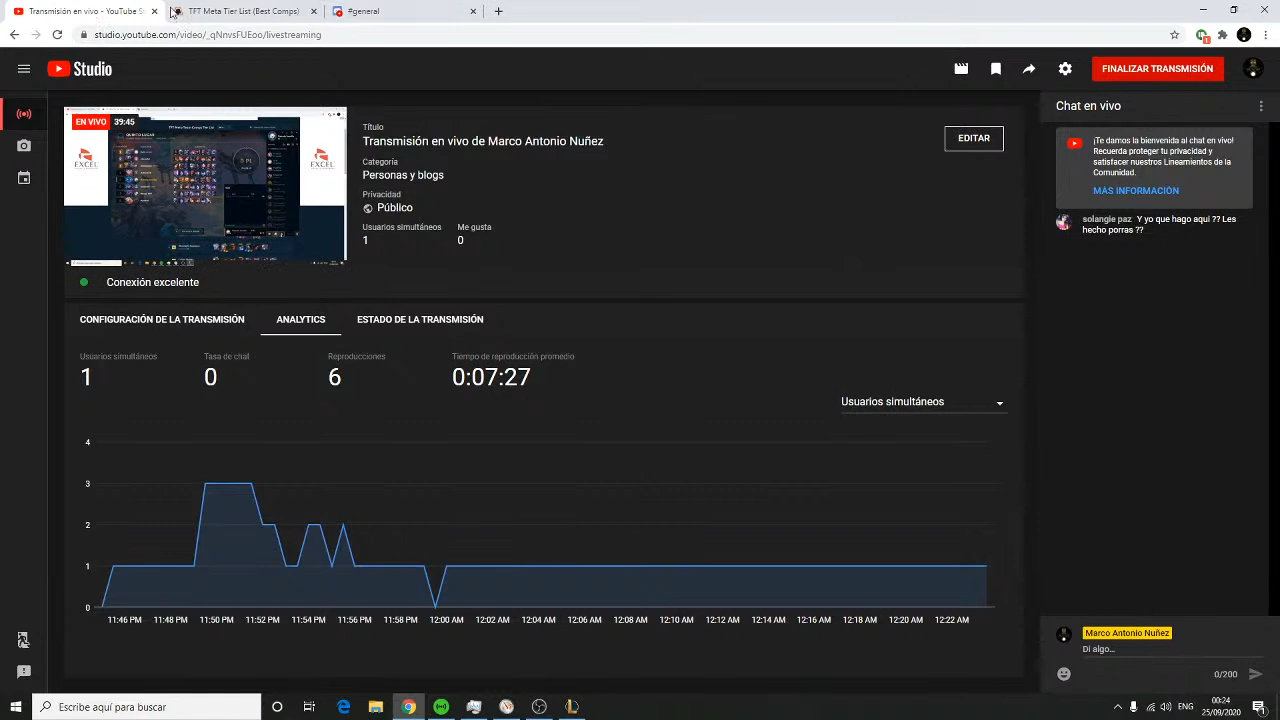 Transmisión en vivo - YouTube S
TFT Meta Tier List (Best Comps)
#general
studio.youtube.com/video/_qNnvsFUEoo/livestreaming
1
Studio
FINALIZAR TRANSMISIÓN
EN VIVO 39:45
QUINTO LUGAR
EXCEL
EXCEL
Título
Transmisión en vivo de Marco Antonio Nuñez
EDITAR
Categoría
Personas y blogs
Privacidad
Público
Usuarios simultáneos Me gusta
1 0
Conexión excelente
CONFIGURACIÓN DE LA TRANSMISIÓN ANALYTICS ESTADO DE LA TRANSMISIÓN
Usuarios simultáneos Tasa de chat Reproducciones Tiempo de reproducción promedio
1 0 6 0:07:27
Usuarios simultáneos
4
3
2
1
0
11:46 PM 11:48 PM 11:50 PM 11:52 PM 11:54 PM 11:56 PM 11:58 PM 12:00 AM 12:02 AM 12:04 AM 12:06 AM 12:08 AM 12:10 AM 12:12 AM 12:14 AM 12:16 AM 12:18 AM 12:20 AM 12:22 AM
Chat en vivo
¡Te damos la bienvenida al chat en vivo!
Recuerda proteger tu privacidad y
satisfacer nuestros Lineamientos de la
Comunidad.
MÁS INFORMACIÓN
solangie paz Y yo que hago aqui ?? Les
hecho porras ??
Marco Antonio Nuñez
Di algo...
0/200
Escribe aquí para buscar
ENG
00:24
25/09/2020
1